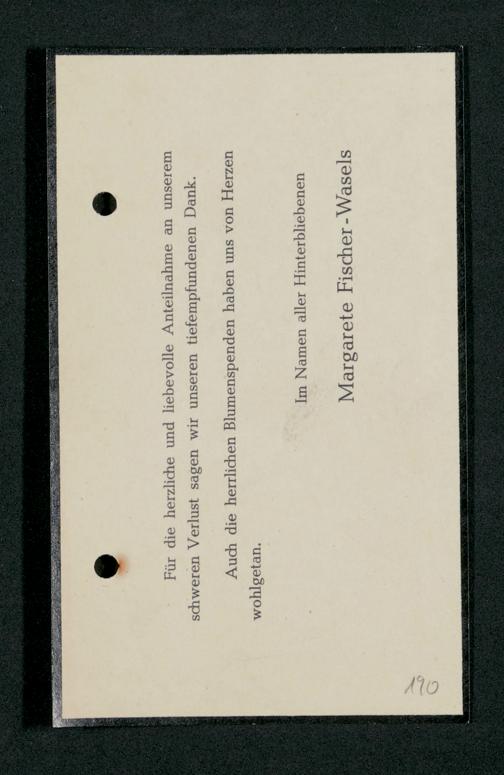 Für die herzliche und liebevolle Anteilnahme an unserem
schweren Verlust sagen wir unseren tiefempfundenen Dank.
Auch die herrlichen Blumenspenden haben uns von Herzen
wohlgetan.
Im Namen aller Hinterbliebenen
Margarete Fischer-Wasels
190